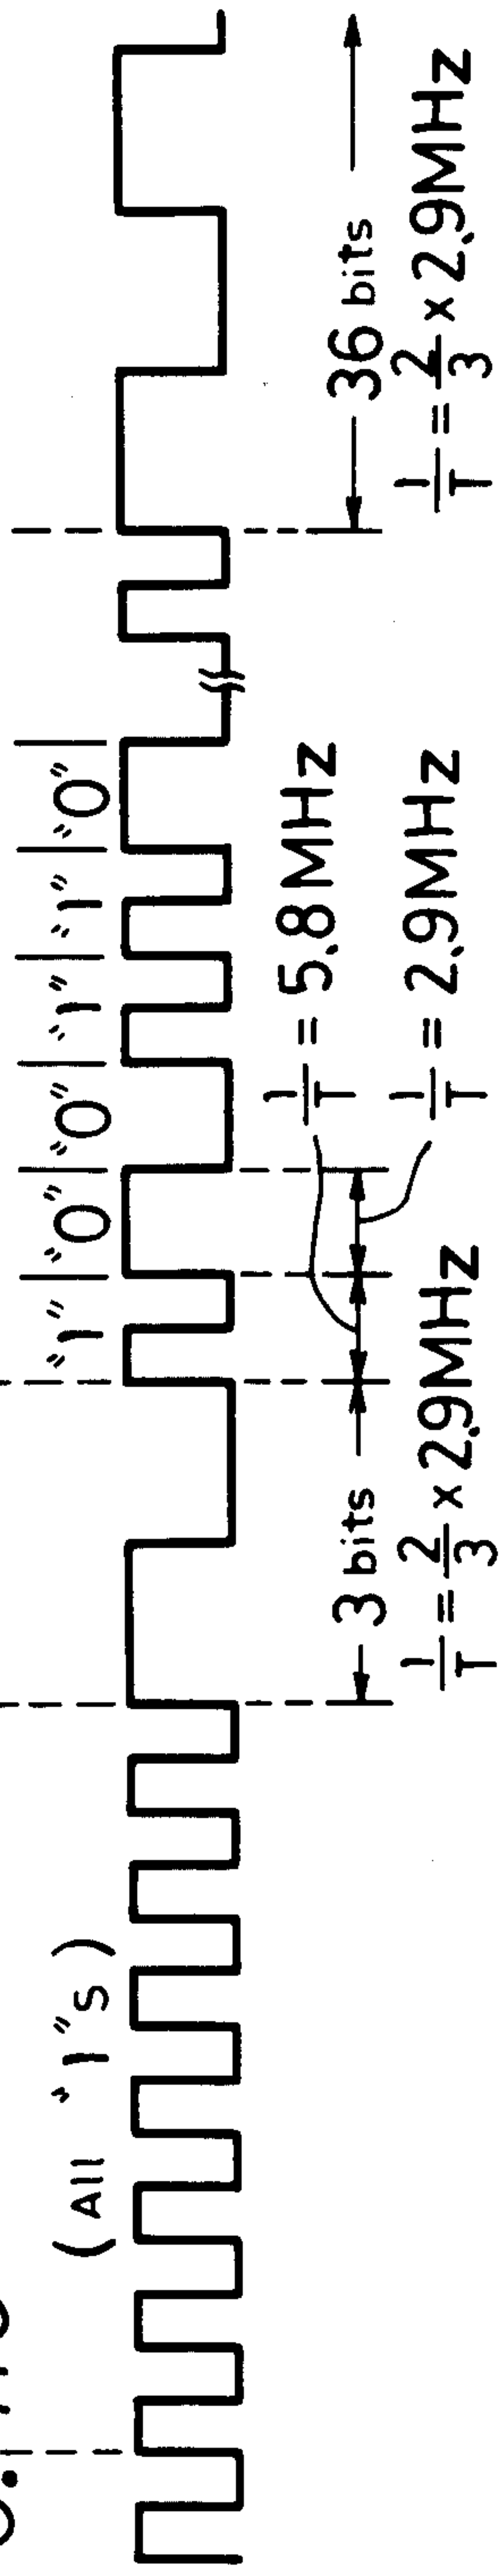 ( All "1"s )
"1" "0" "0" "1" "1" "0"
3 bits
1/T = 2/3 x 2.9MHz
1/T = 5.8MHz
1/T = 2.9MHz
36 bits
1/T = 2/3 x 2.9MHz